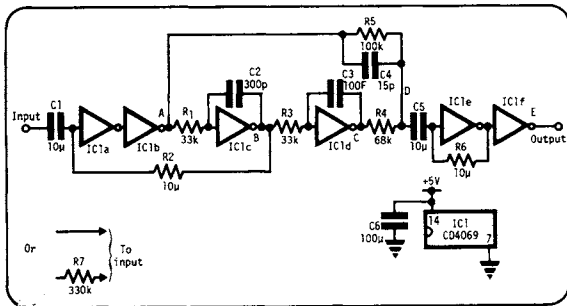 R5
100k
C4
15p
C2
300p
C3
100F
D
C1
Input
10μ
IC1a
IC1b
A
R1
33k
IC1c
B
R3
33k
IC1d
C
R4
68k
C5
10μ
IC1e
IC1f
E
Output
R2
10μ
R6
10μ
+5V
C6
100μ
14
IC1
CD4069
7
Or
To
input
R7
330k